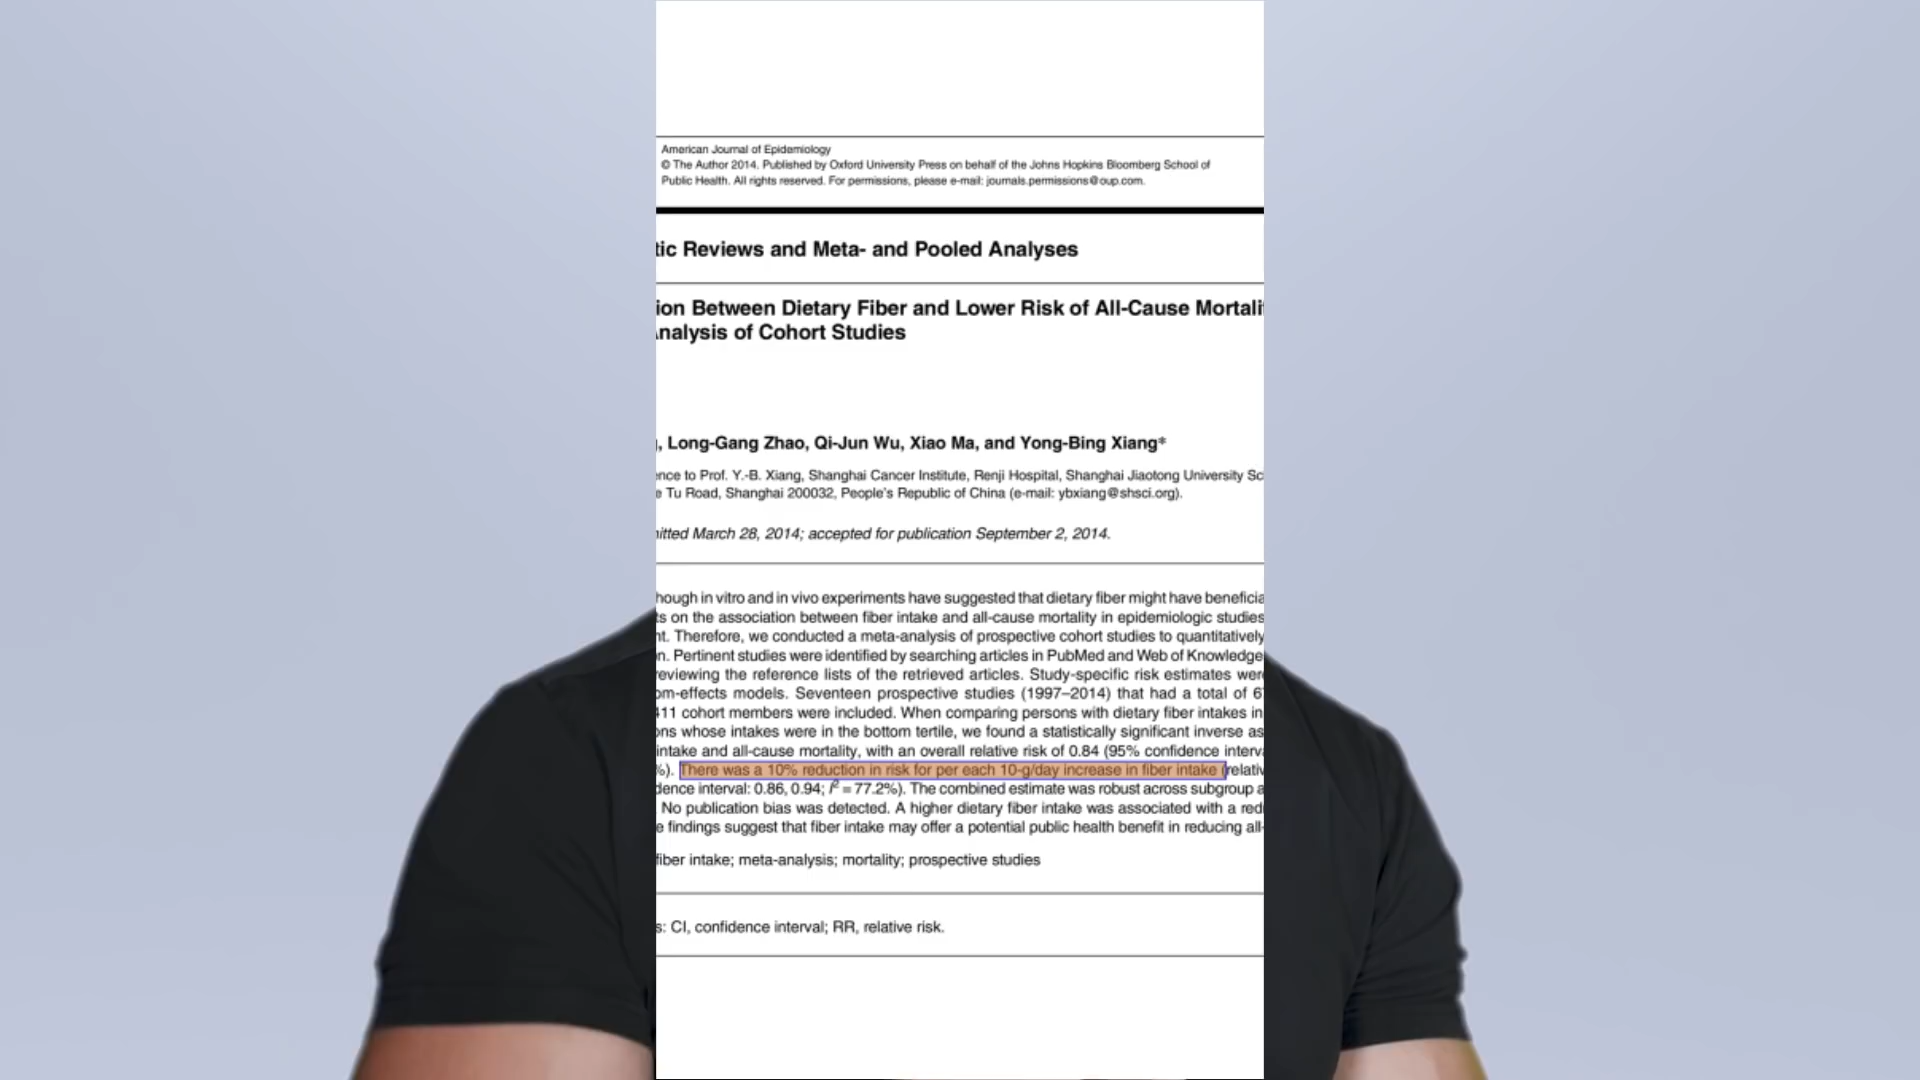 American Journal of Epidemiology
© The Author 2014. Published by Oxford University Press on behalf of the Johns Hopkins Bloomberg School of
Public Health. All rights reserved. For permissions, please e-mail: journals.permissions@oup.com.
tic Reviews and Meta- and Pooled Analyses
ion Between Dietary Fiber and Lower Risk of All-Cause Mortali
Analysis of Cohort Studies
, Long-Gang Zhao, Qi-Jun Wu, Xiao Ma, and Yong-Bing Xiang*
ence to Prof. Y.-B. Xiang, Shanghai Cancer Institute, Renji Hospital, Shanghai Jiaotong University Sc
e Tu Road, Shanghai 200032, People's Republic of China (e-mail: ybxiang@shsci.org).
itted March 28, 2014; accepted for publication September 2, 2014.
hough in vitro and in vivo experiments have suggested that dietary fiber might have beneficia
ts on the association between fiber intake and all-cause mortality in epidemiologic studies
nt. Therefore, we conducted a meta-analysis of prospective cohort studies to quantitatively
n. Pertinent studies were identified by searching articles in PubMed and Web of Knowledge
reviewing the reference lists of the retrieved articles. Study-specific risk estimates wer
om-effects models. Seventeen prospective studies (1997–2014) that had a total of 6
411 cohort members were included. When comparing persons with dietary fiber intakes in
ons whose intakes were in the bottom tertile, we found a statistically significant inverse as
intake and all-cause mortality, with an overall relative risk of 0.84 (95% confidence interv
%). There was a 10% reduction in risk for per each 10-g/day increase in fiber intake (relativ
dence interval: 0.86, 0.94; I² = 77.2%). The combined estimate was robust across subgroup a
No publication bias was detected. A higher dietary fiber intake was associated with a red
e findings suggest that fiber intake may offer a potential public health benefit in reducing all-
fiber intake; meta-analysis; mortality; prospective studies
s: CI, confidence interval; RR, relative risk.